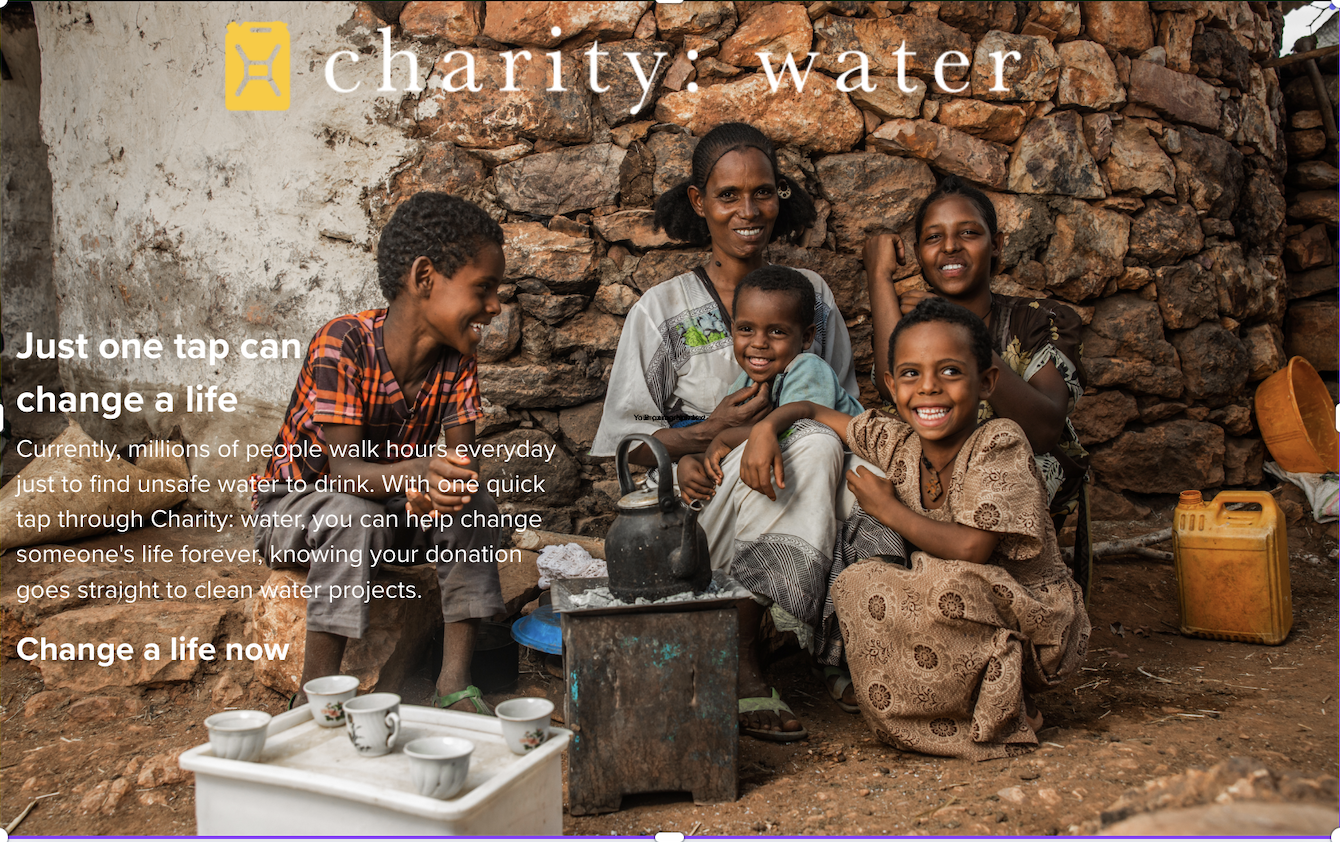 charity: water
Just one tap can
change a life
Currently, millions of people walk hours everyday
just to find unsafe water to drink. With one quick
tap through Charity: water, you can help change
someone's life forever, knowing your donation
goes straight to clean water projects.
Change a life now